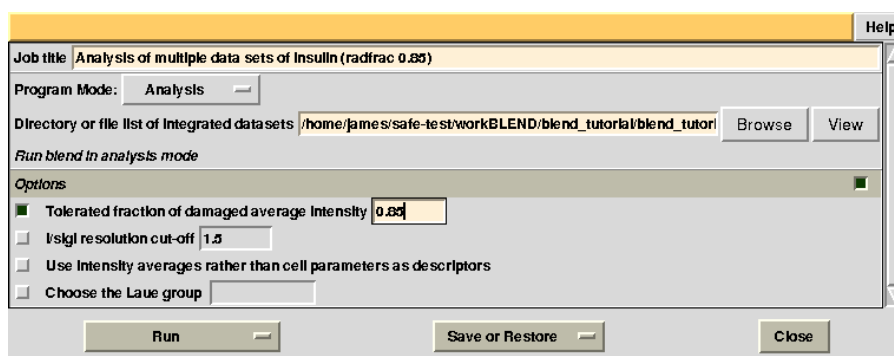 Help
Job title Analysis of multiple data sets of insulin (radfrac 0.85)
Program Mode: Analysis
Directory or file list of integrated datasets /home/james/safe-test/workBLEND/blend_tutorial/blend_tutori Browse View
Run blend in analysis mode
Options
Tolerated fraction of damaged average intensity 0.85
I/sigI resolution cut-off 1.5
Use intensity averages rather than cell parameters as descriptors
Choose the Laue group
Run Save or Restore Close